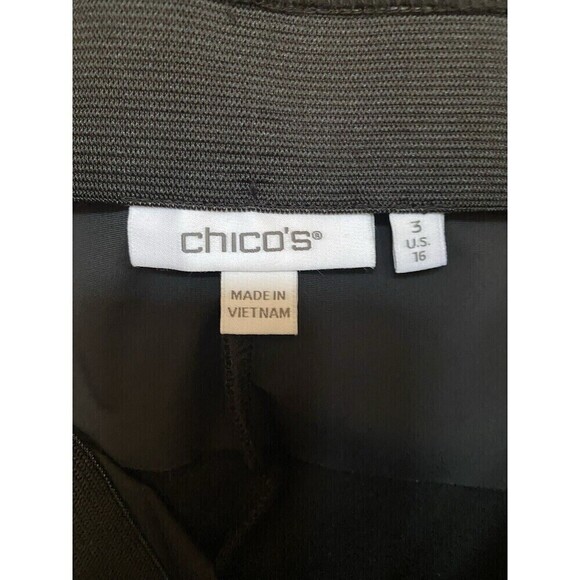 chico's®
3
U.S.
16
MADE IN
VIETNAM